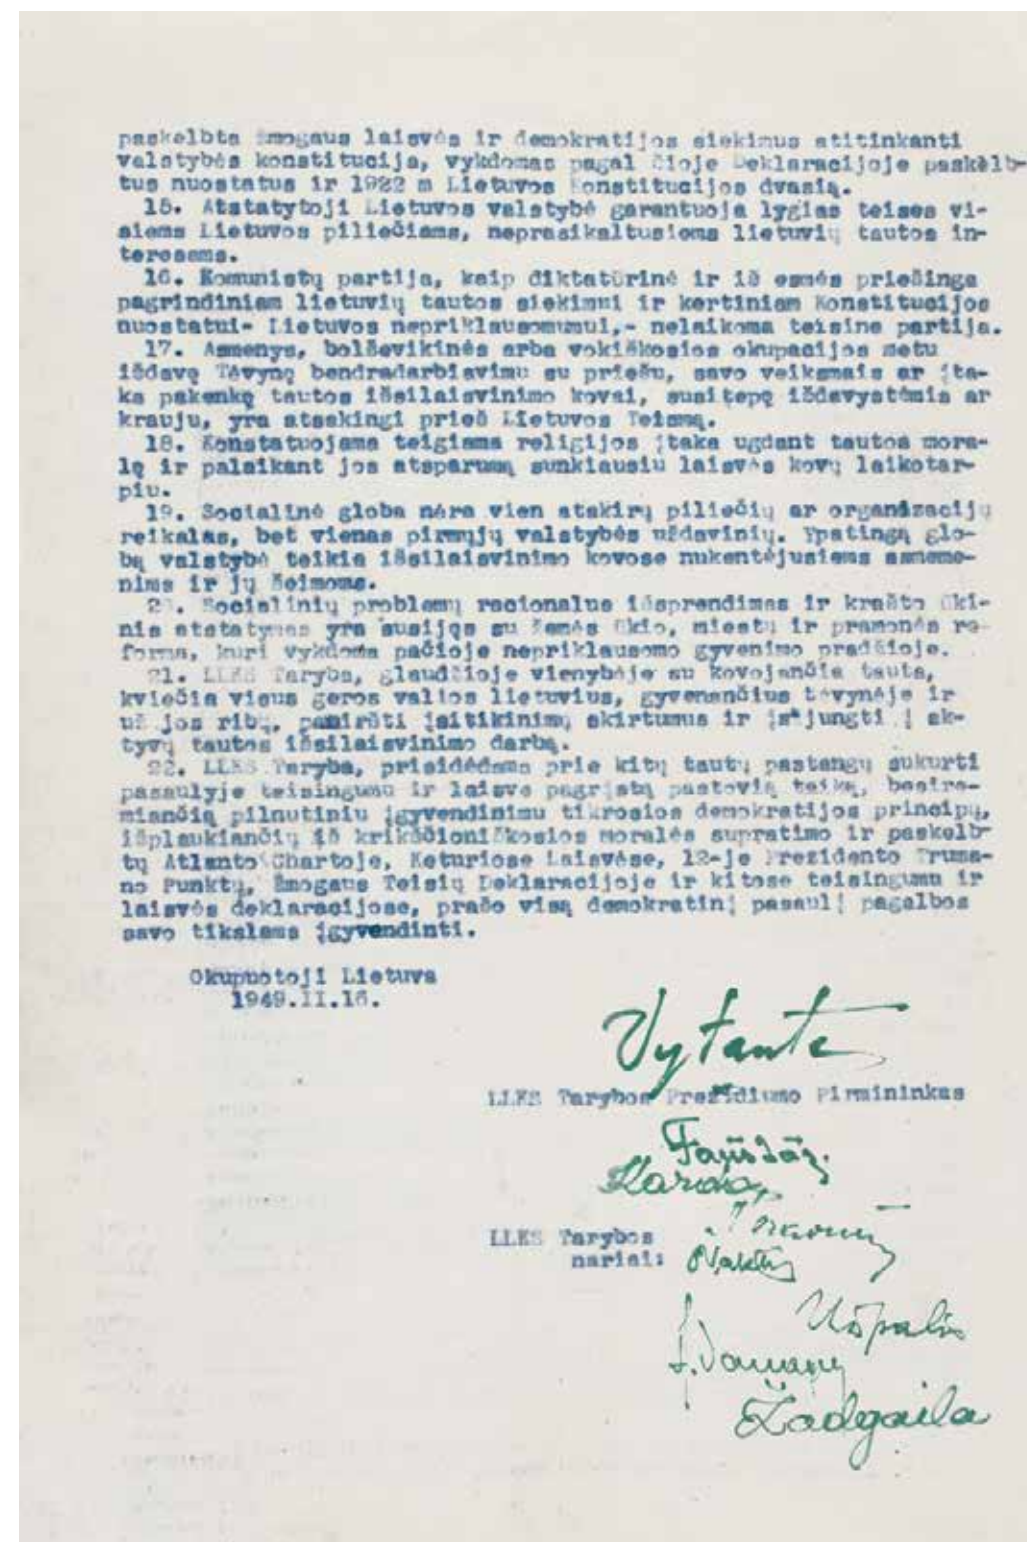 paskelbta žmogaus laisvės ir demokratijos siekimus atitinkanti
valstybės konstitucija, vykdomas pagal šioje Deklaracijoje paskelb-
tus nuostatus ir 1922 m Lietuvos Konstitucijos dvasią.
15. Atstatytoji Lietuvos valstybė garantuoja lygias teises vi-
siems Lietuvos piliečiams, neprasikaltusiems lietuvių tautos in-
teresams.
16. Komunistų partija, kaip diktatūrinė ir iš esmės priešinga
pagrindiniam lietuvių tautos siekimui ir kertiniam Konstitucijos
nuostatui- Lietuvos nepriklausomumui,- nelaikoma teisine partija.
17. Asmenys, bolševikinės arba vokiškosios okupacijos metu
išdavę Tėvynę bendradarbiavimu su priešu, savo veiksmais ar įta-
ka pakenkę tautos išsilaisvinimo kovai, susitepę išdavystėmis ar
krauju, yra atsakingi prieš Lietuvos Teismą.
18. Konstatuojama teigiama religijos įtaka ugdant tautos mora-
lę ir palaikant jos atsparumą sunkiausiu laisvės kovų laikotar-
piu.
19. Socialinė globa nėra vien atskirų piliečių ar organizacijų
reikalas, bet vienas pirmųjų valstybės uždavinių. Ypatingą glo-
bą valstybė teikia išsilaisvinimo kovose nukentėjusiems asmeme-
nims ir jų šeimoms.
20. Socialinių problemų racionalus išsprendimas ir krašto ūki-
nis atstatymas yra susijęs su žemės ūkio, miestų ir pramonės re-
forma, kuri vykdoma pačioje nepriklausomo gyvenimo pradžioje.
21. LLKS Taryba, glaudžioje vienybėje su kovojančia tauta,
kviečia visus geros valios lietuvius, gyvenančius tėvynėje ir
už jos ribų, pamiršti įsitikinimų skirtumus ir įsijungti į ak-
tyvų tautos išsilaisvinimo darbą.
22. LLKS Taryba, prisidėdama prie kitų tautų pastangų sukurti
pasaulyje teisingumu ir laisve pagrįstą pastovią taiką, besire-
miančią pilnutiniu įgyvendinimu tikrosios demokratijos principų,
išplaukiančių iš krikščioniškosios moralės supratimo ir paskelb-
tų Atlanto Chartoje, Keturiose Laisvėse, 12-je Prezidento Truma-
no Punktų, Žmogaus Teisių Deklaracijoje ir kitose teisingumu ir
laisvės deklaracijose, prašo visą demokratinį pasaulį pagalbos
savo tikslams įgyvendinti.
Okupuotoji Lietuva
1949.II.16.
Vytautas
LLKS Tarybos Prezidiumo Pirmininkas
Faustas
Kardas
LLKS Tarybos
nariai:
Naktis
Ušpalis
Žadgaila